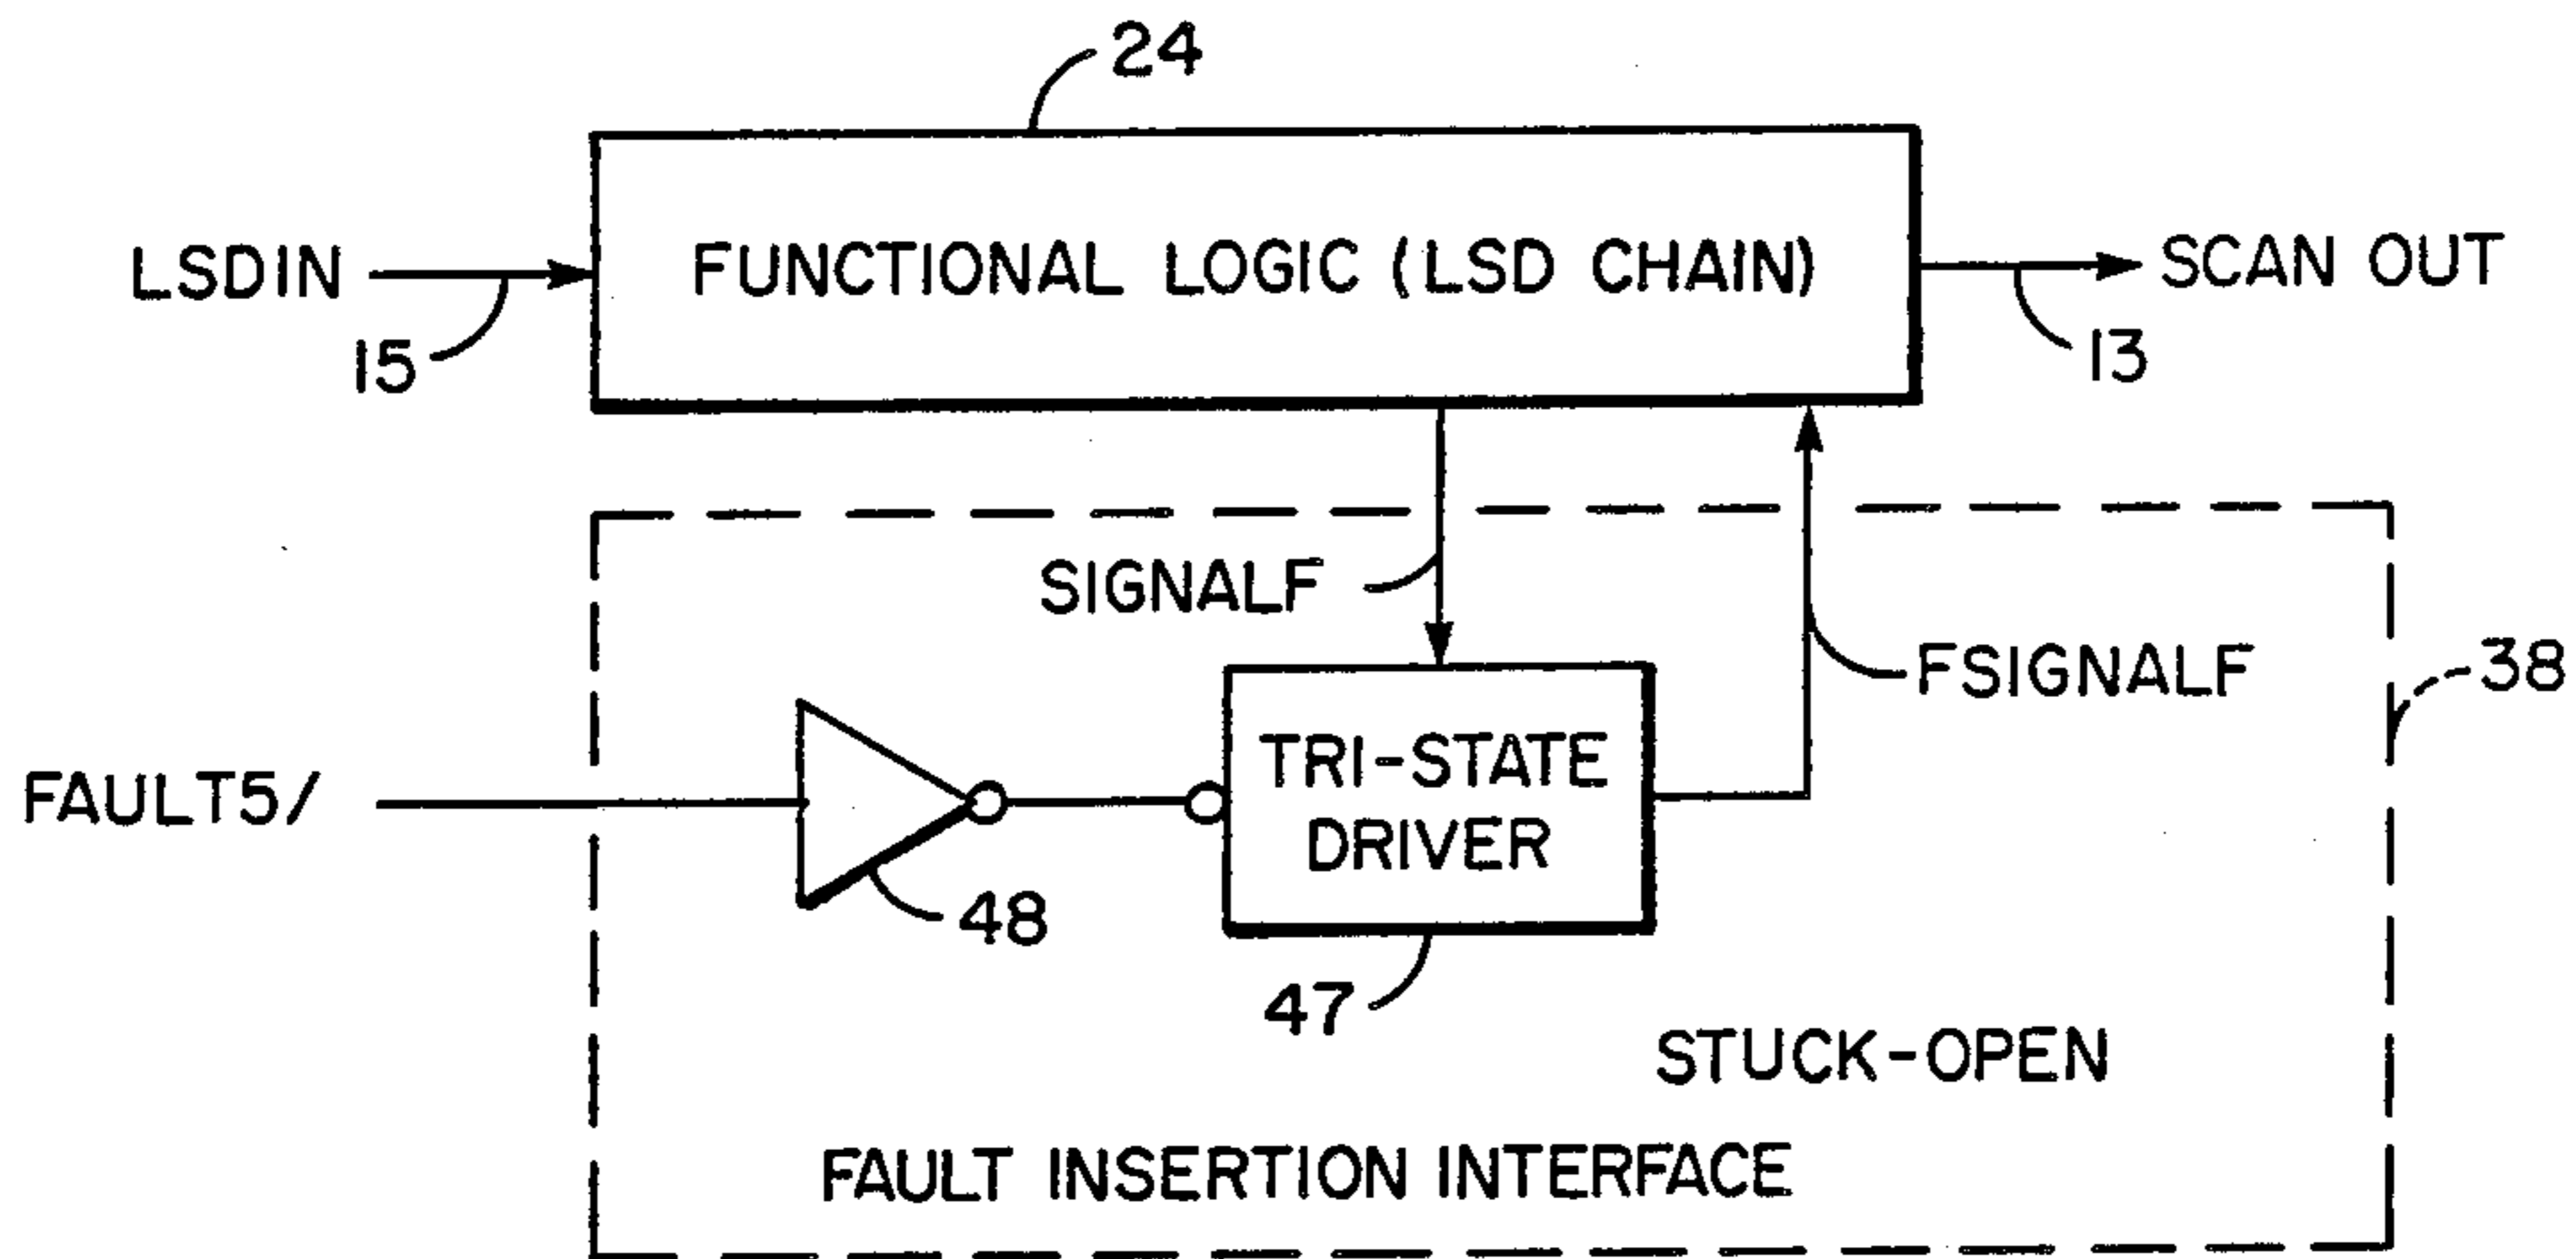 24
LSDIN
FUNCTIONAL LOGIC (LSD CHAIN)
SCAN OUT
15
13
SIGNALF
FSIGNALF
38
FAULT5/
TRI-STATE
DRIVER
48
47
STUCK-OPEN
FAULT INSERTION INTERFACE